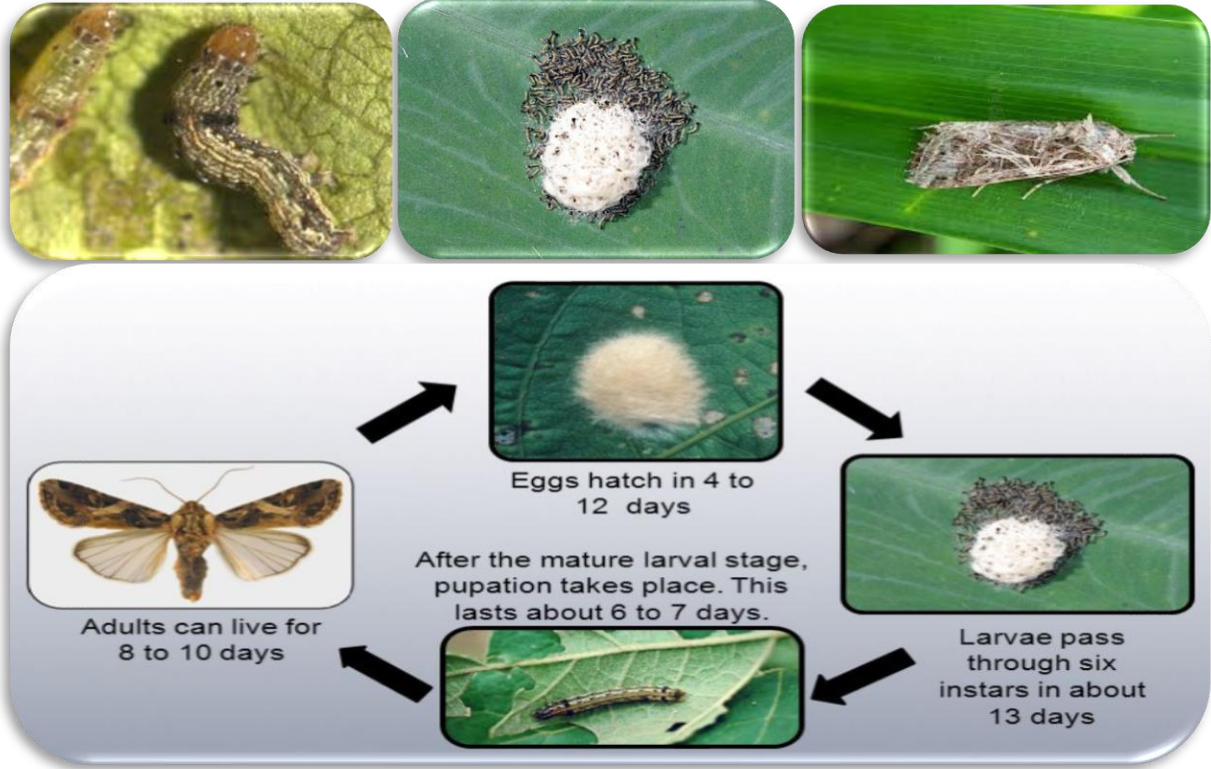 Eggs hatch in 4 to
12 days
After the mature larval stage,
pupation takes place. This
lasts about 6 to 7 days.
Adults can live for
8 to 10 days
Larvae pass
through six
instars in about
13 days